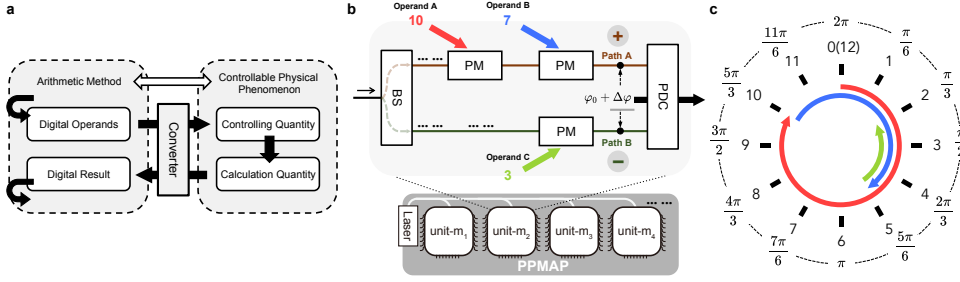 a
Arithmetic Method
Controllable Physical
Phenomenon
Digital Operands
Controlling Quantity
Converter
Digital Result
Calculation Quantity
b
Operand A
10
Operand B
7
+
Path A
BS
PM
PM
φ₀ + Δφ
PDC
PM
Path B
−
Operand C
3
Laser
unit-m₁
unit-m₂
unit-m₃
unit-m₄
PPMAP
c
2π
0(12)
11π/6
π/6
11
1
5π/3
π/3
10
2
3π/2
9
3
8
4
4π/3
2π/3
7
5
7π/6
6
5π/6
π